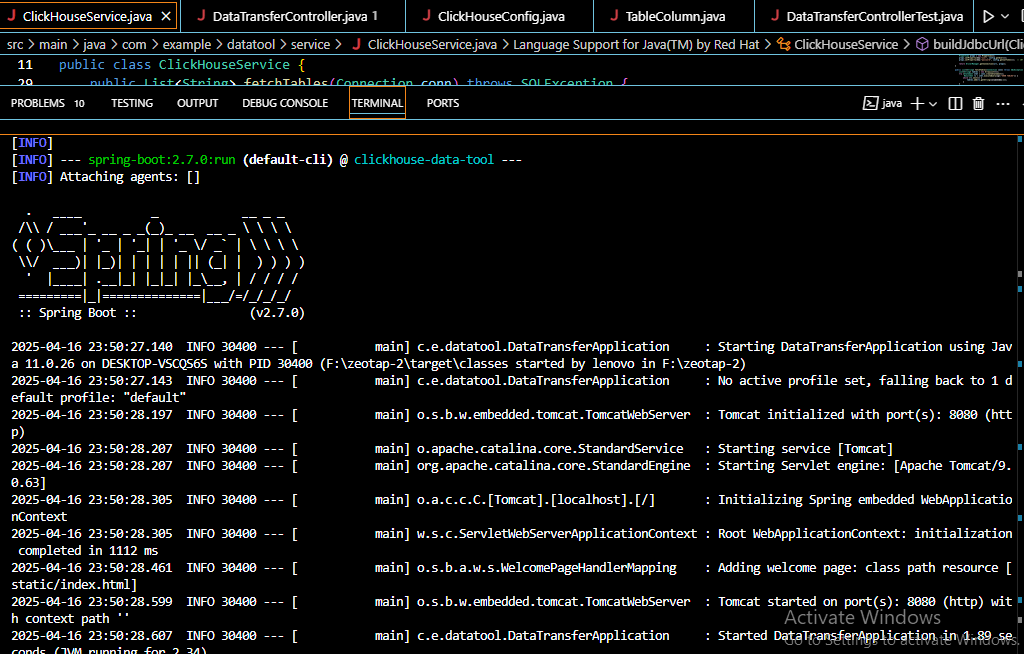 ClickHouseService.java DataTransferController.java 1 ClickHouseConfig.java TableColumn.java DataTransferControllerTest.java
src > main > java > com > example > datatool > service > ClickHouseService.java > Language Support for Java(TM) by Red Hat > ClickHouseService > buildJdbcUrl(Cli
11 public class ClickHouseService {
29 public List<String> fetchTables(Connection conn) throws SQLException {
PROBLEMS 10 TESTING OUTPUT DEBUG CONSOLE TERMINAL PORTS java
[INFO]
[INFO] --- spring-boot:2.7.0:run (default-cli) @ clickhouse-data-tool ---
[INFO] Attaching agents: []
  .   ____          _            __ _ _
 /\\ / ___'_ __ _ _(_)_ __  __ _ \ \ \ \
( ( )\___ | '_ | '_| | '_ \/ _` | \ \ \ \
 \\/  ___)| |_)| | | | | || (_| |  ) ) ) )
  '  |____| .__|_| |_|_| |_\__, | / / / /
 =========|_|==============|___/=/_/_/_/
 :: Spring Boot ::                (v2.7.0)
2025-04-16 23:50:27.140  INFO 30400 --- [           main] c.e.datatool.DataTransferApplication     : Starting DataTransferApplication using Jav
a 11.0.26 on DESKTOP-VSCQS6S with PID 30400 (F:\zeotap-2\target\classes started by lenovo in F:\zeotap-2)
2025-04-16 23:50:27.143  INFO 30400 --- [           main] c.e.datatool.DataTransferApplication     : No active profile set, falling back to 1 d
efault profile: "default"
2025-04-16 23:50:28.197  INFO 30400 --- [           main] o.s.b.w.embedded.tomcat.TomcatWebServer  : Tomcat initialized with port(s): 8080 (htt
p)
2025-04-16 23:50:28.207  INFO 30400 --- [           main] o.apache.catalina.core.StandardService   : Starting service [Tomcat]
2025-04-16 23:50:28.207  INFO 30400 --- [           main] org.apache.catalina.core.StandardEngine  : Starting Servlet engine: [Apache Tomcat/9.
0.63]
2025-04-16 23:50:28.305  INFO 30400 --- [           main] o.a.c.c.C.[Tomcat].[localhost].[/]       : Initializing Spring embedded WebApplicatio
nContext
2025-04-16 23:50:28.305  INFO 30400 --- [           main] w.s.c.ServletWebServerApplicationContext : Root WebApplicationContext: initialization
 completed in 1112 ms
2025-04-16 23:50:28.461  INFO 30400 --- [           main] o.s.b.a.w.s.WelcomePageHandlerMapping    : Adding welcome page: class path resource [
static/index.html]
2025-04-16 23:50:28.599  INFO 30400 --- [           main] o.s.b.w.embedded.tomcat.TomcatWebServer  : Tomcat started on port(s): 8080 (http) wit
h context path ''
Activate Windows
2025-04-16 23:50:28.607  INFO 30400 --- [           main] c.e.datatool.DataTransferApplication     : Started DataTransferApplication in 1.89 se
Go to Settings to activate Windows.
conds (JVM running for 2.34)